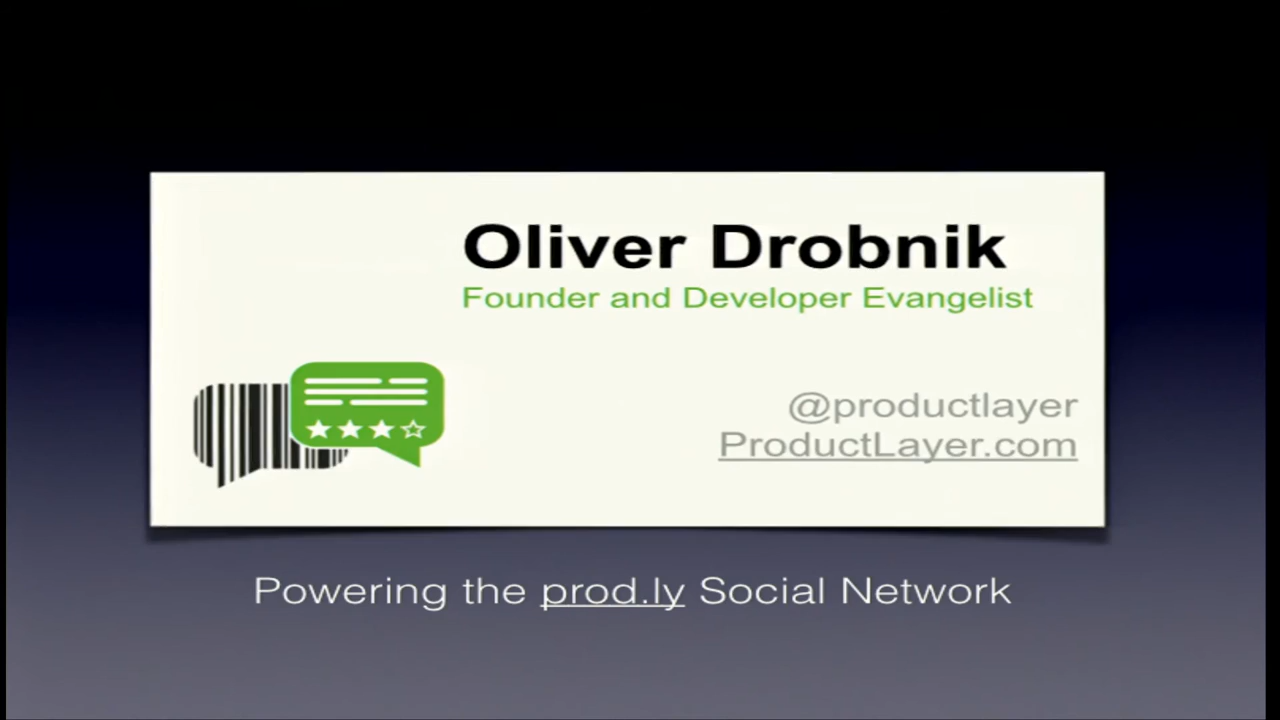 Oliver Drobnik
Founder and Developer Evangelist
@productlayer
ProductLayer.com
Powering the prod.ly Social Network